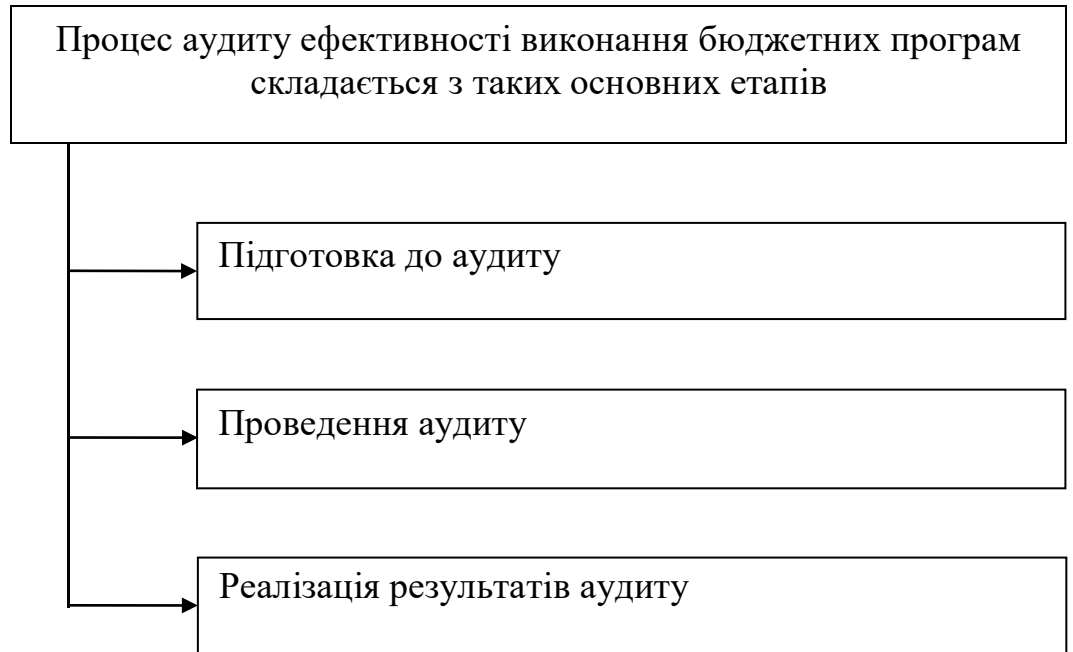 Процес аудиту ефективності виконання бюджетних програм
складається з таких основних етапів
Підготовка до аудиту
Проведення аудиту
Реалізація результатів аудиту